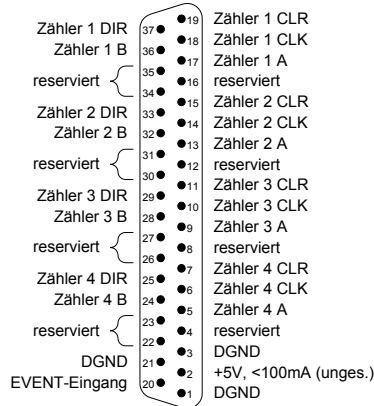 19 Zähler 1 CLR
Zähler 1 DIR 37
18 Zähler 1 CLK
Zähler 1 B 36
17 Zähler 1 A
reserviert 35
16 reserviert
34
15 Zähler 2 CLR
Zähler 2 DIR 33
14 Zähler 2 CLK
Zähler 2 B 32
13 Zähler 2 A
reserviert 31
12 reserviert
30
11 Zähler 3 CLR
Zähler 3 DIR 29
10 Zähler 3 CLK
Zähler 3 B 28
9 Zähler 3 A
reserviert 27
8 reserviert
26
7 Zähler 4 CLR
Zähler 4 DIR 25
6 Zähler 4 CLK
Zähler 4 B 24
5 Zähler 4 A
reserviert 23
4 reserviert
22
3 DGND
DGND 21
2 +5V, <100mA (unges.)
EVENT-Eingang 20
1 DGND